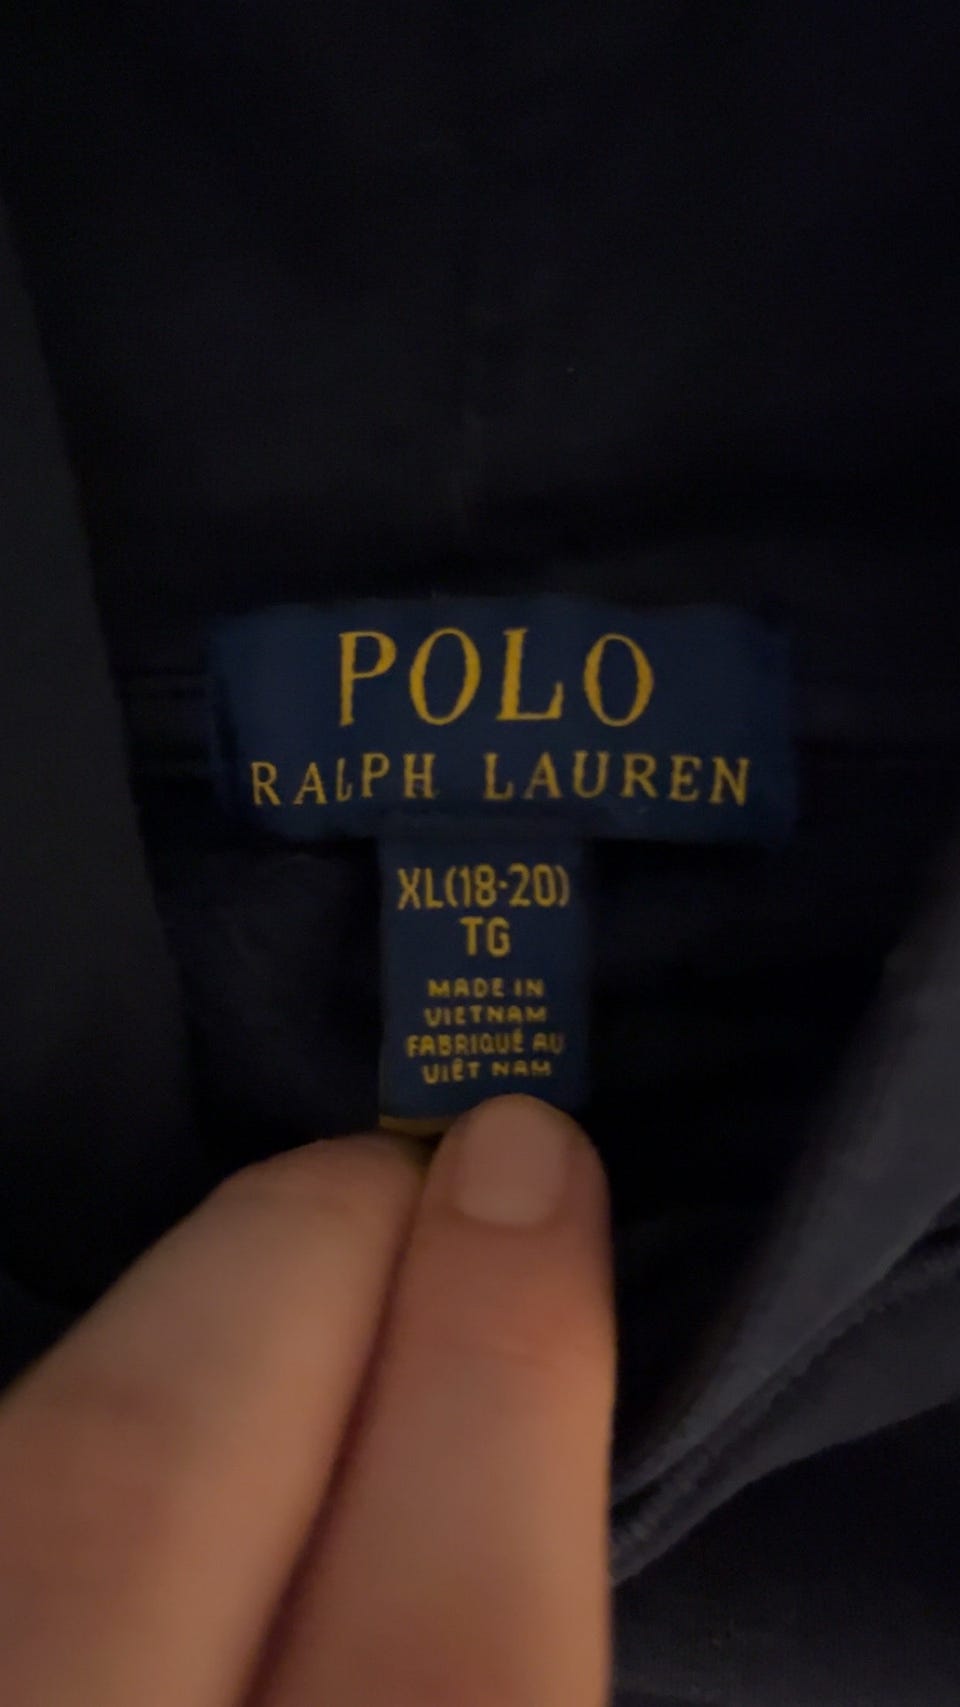 POLO
RALPH LAUREN
XL(18-20)
TG
MADE IN
VIETNAM
FABRIQUÉ AU
VIÊT NAM